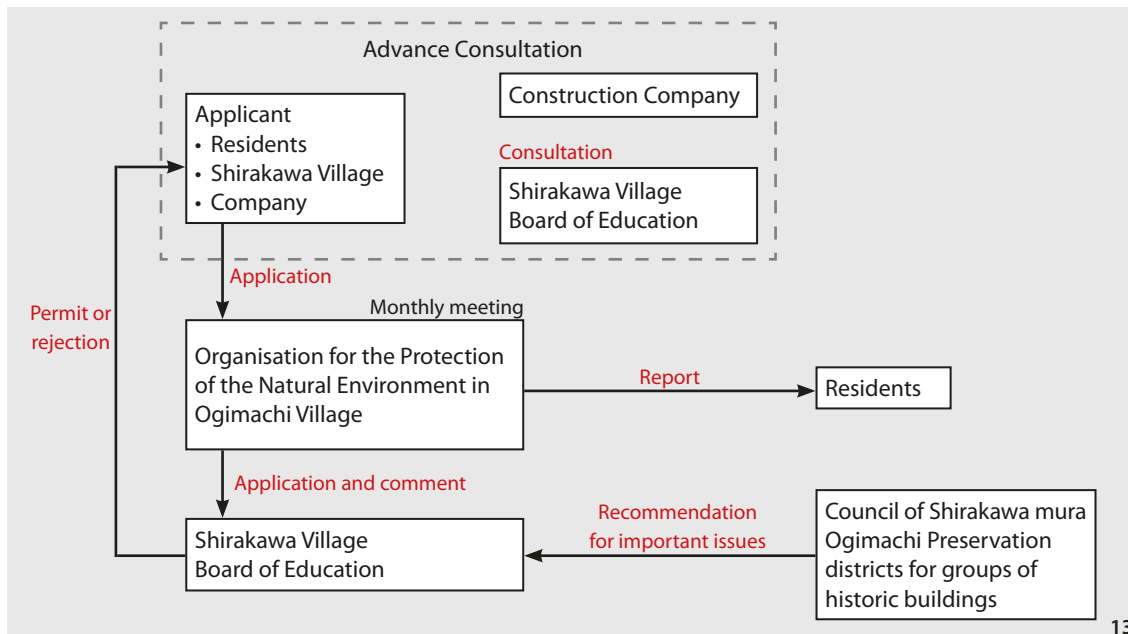 Advance Consultation
Construction Company
Applicant
• Residents
• Shirakawa Village
• Company
Consultation
Shirakawa Village
Board of Education
Application
Permit or
rejection
Monthly meeting
Organisation for the Protection
of the Natural Environment in
Ogimachi Village
Report
Residents
Application and comment
Shirakawa Village
Board of Education
Recommendation
for important issues
Council of Shirakawa mura
Ogimachi Preservation
districts for groups of
historic buildings
13